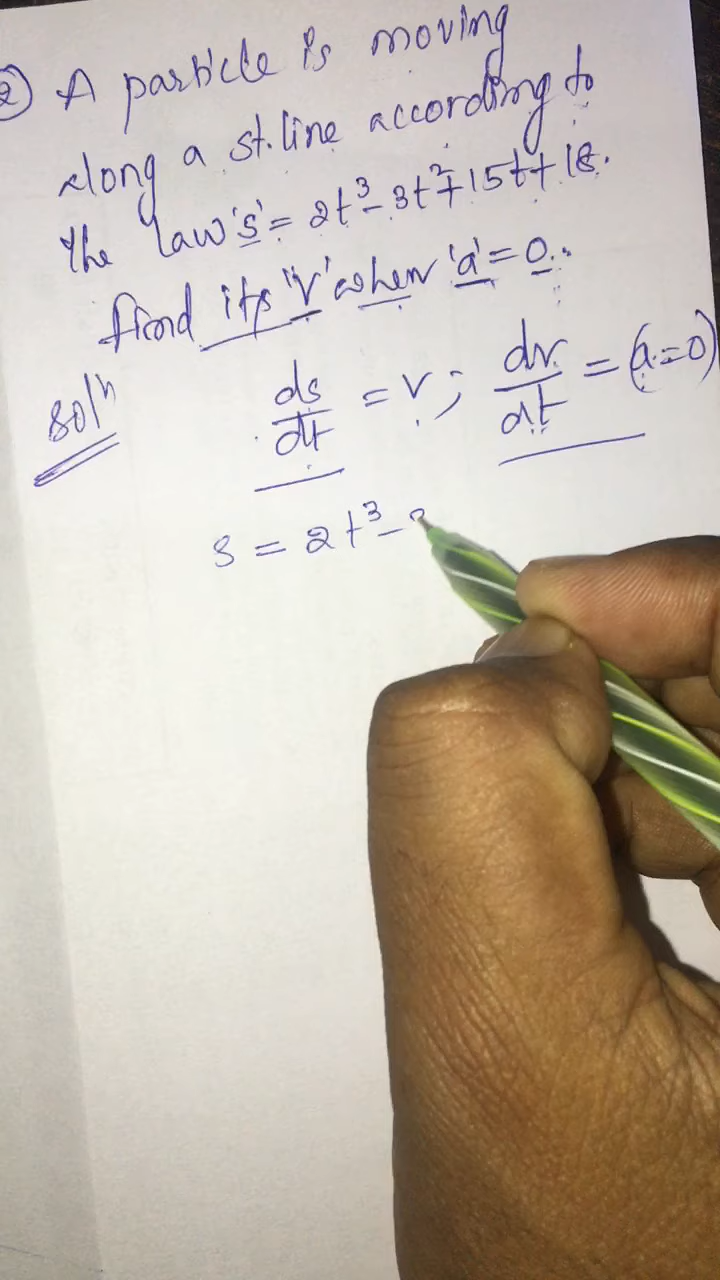 2) A particle is moving
along a st.line according to
the law 's' = 2t³ - 3t² + 15t + 18.
find its 'v' when 'a' = 0.
Solⁿ ds/dt = v ; dv/dt = (a = 0)
s = 2t³ -